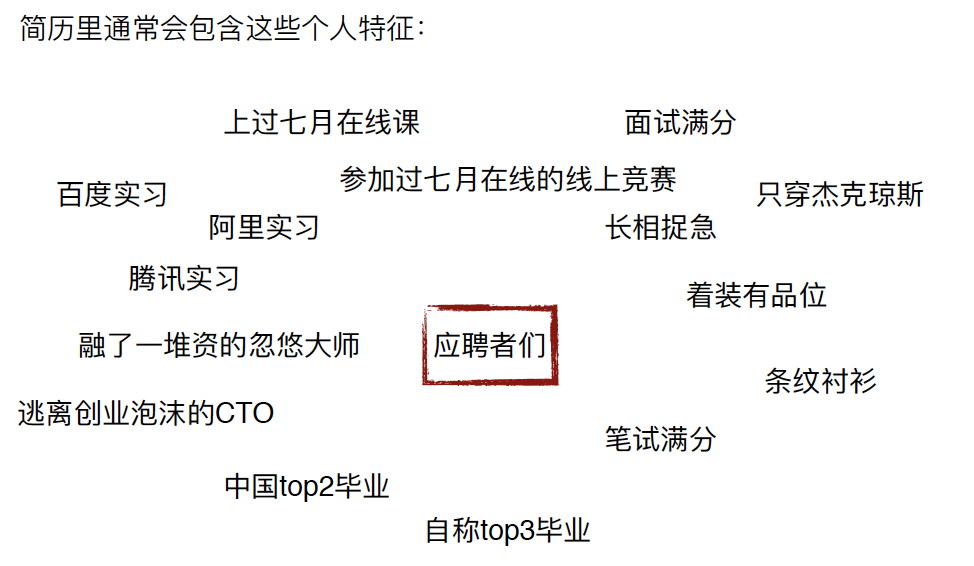 简历里通常会包含这些个人特征：
上过七月在线课
面试满分
参加过七月在线的线上竞赛
百度实习
只穿杰克琼斯
阿里实习
长相捉急
腾讯实习
着装有品位
融了一堆资的忽悠大师
应聘者们
条纹衬衫
逃离创业泡沫的CTO
笔试满分
中国top2毕业
自称top3毕业